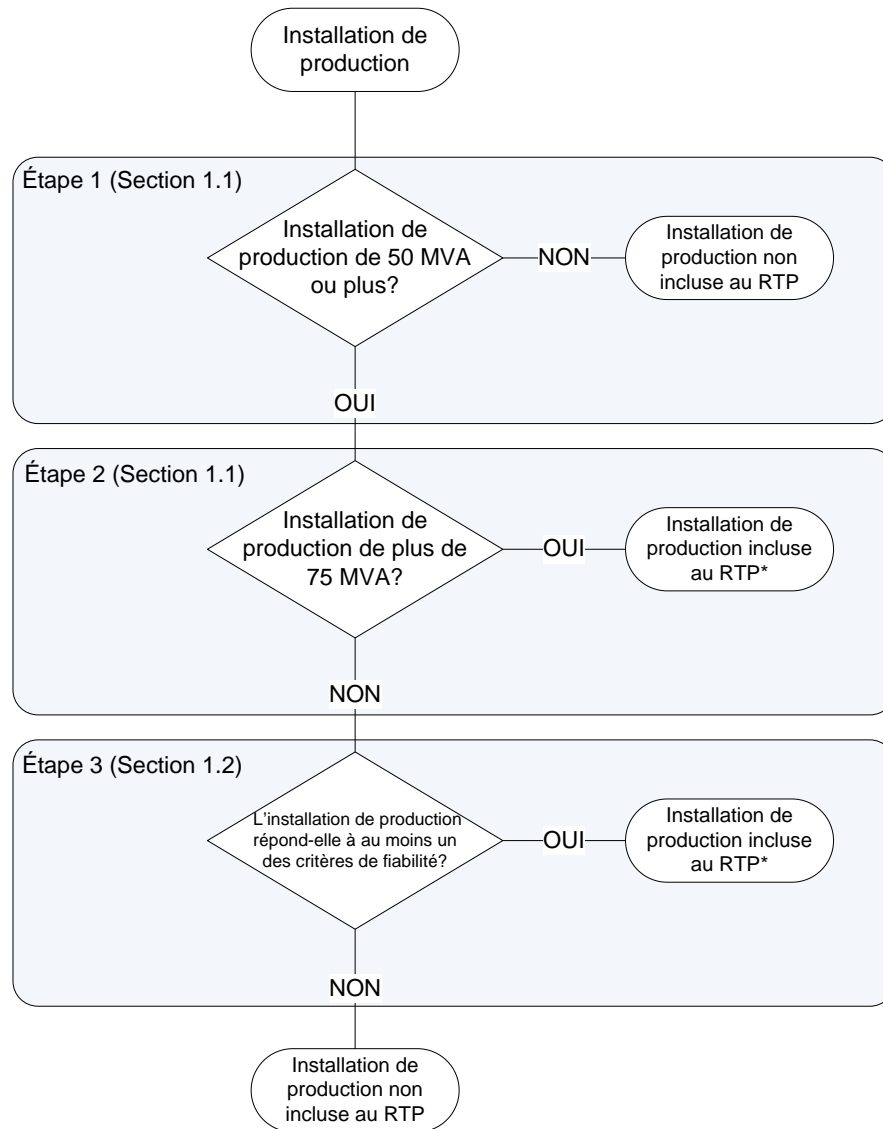 Installation de
production
Étape 1 (Section 1.1)
Installation de
production de 50 MVA
ou plus?
NON
Installation de
production non
incluse au RTP
OUI
Étape 2 (Section 1.1)
Installation de
production de plus de
75 MVA?
OUI
Installation de
production incluse
au RTP*
NON
Étape 3 (Section 1.2)
L'installation de production
répond-elle à au moins un
des critères de fiabilité?
OUI
Installation de
production incluse
au RTP*
NON
Installation de
production non
incluse au RTP